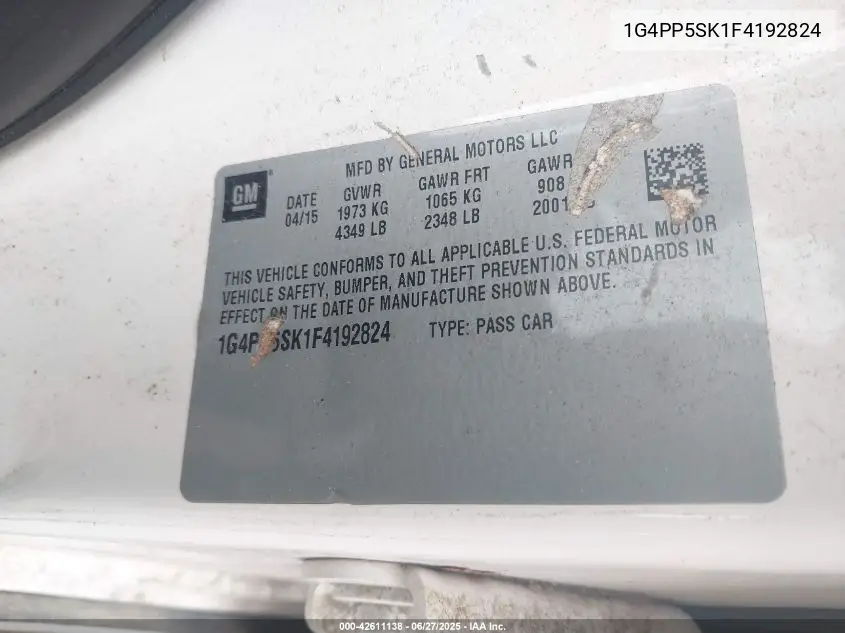 1G4PP5SK1F4192824
MFD BY GENERAL MOTORS LLC
GM
DATE GVWR GAWR FRT GAWR
04/15 1973 KG 1065 KG 908
4349 LB 2348 LB 2001
THIS VEHICLE CONFORMS TO ALL APPLICABLE U.S. FEDERAL MOTOR
VEHICLE SAFETY, BUMPER, AND THEFT PREVENTION STANDARDS IN
EFFECT ON THE DATE OF MANUFACTURE SHOWN ABOVE.
1G4PP5SK1F4192824 TYPE: PASS CAR
000-42611138 - 06/27/2025 - IAA Inc.